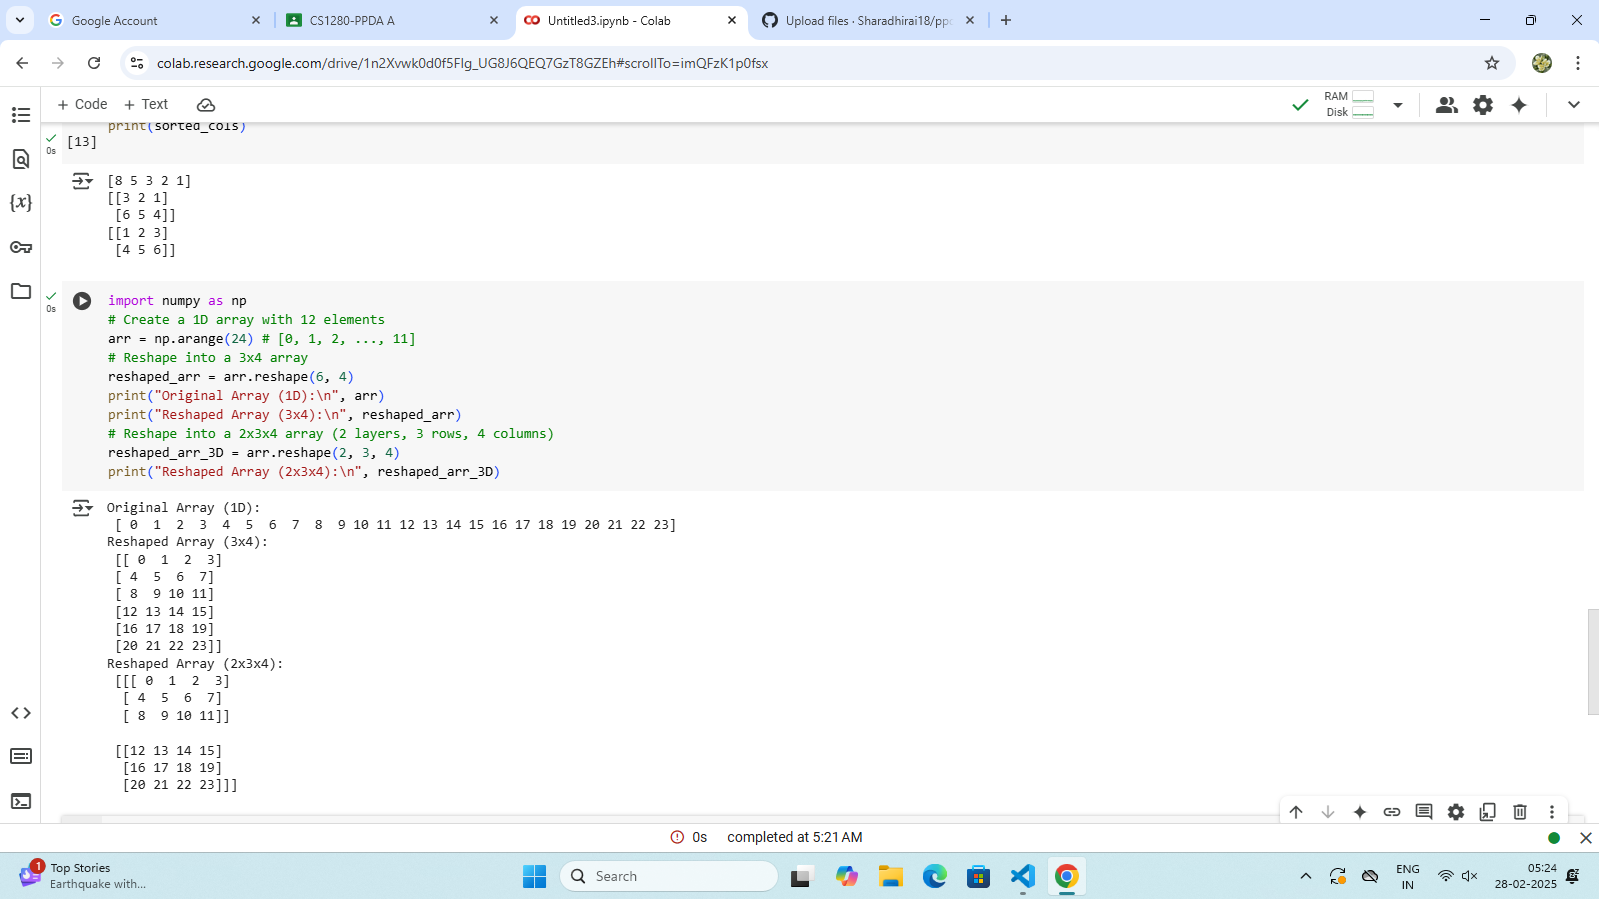 Google Account
CS1280-PPDA A
Untitled3.ipynb - Colab
Upload files · Sharadhirai18/ppd
colab.research.google.com/drive/1n2Xvwk0d0f5FIg_UG8J6QEQ7GzT8GZEh#scrollTo=imQFzK1p0fsx
+ Code + Text
RAM
Disk
print(sorted_cols)
0s
[13]
[8 5 3 2 1]
[[3 2 1]
 [6 5 4]]
[[1 2 3]
 [4 5 6]]
0s
import numpy as np
# Create a 1D array with 12 elements
arr = np.arange(24) # [0, 1, 2, ..., 11]
# Reshape into a 3x4 array
reshaped_arr = arr.reshape(6, 4)
print("Original Array (1D):\n", arr)
print("Reshaped Array (3x4):\n", reshaped_arr)
# Reshape into a 2x3x4 array (2 layers, 3 rows, 4 columns)
reshaped_arr_3D = arr.reshape(2, 3, 4)
print("Reshaped Array (2x3x4):\n", reshaped_arr_3D)
Original Array (1D):
 [ 0  1  2  3  4  5  6  7  8  9 10 11 12 13 14 15 16 17 18 19 20 21 22 23]
Reshaped Array (3x4):
 [[ 0  1  2  3]
 [ 4  5  6  7]
 [ 8  9 10 11]
 [12 13 14 15]
 [16 17 18 19]
 [20 21 22 23]]
Reshaped Array (2x3x4):
 [[[ 0  1  2  3]
  [ 4  5  6  7]
  [ 8  9 10 11]]
 [[12 13 14 15]
  [16 17 18 19]
  [20 21 22 23]]]
0s completed at 5:21 AM
1
Top Stories
Earthquake with...
Search
ENG
IN
05:24
28-02-2025